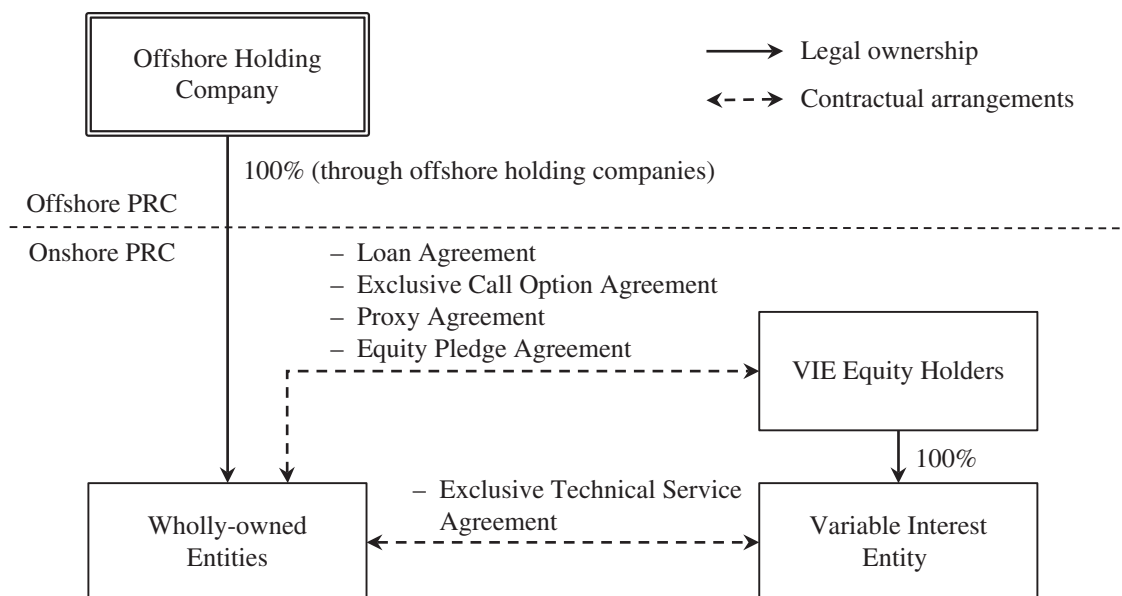 Offshore Holding
Company
Legal ownership
Contractual arrangements
100% (through offshore holding companies)
Offshore PRC
Onshore PRC
– Loan Agreement
– Exclusive Call Option Agreement
– Proxy Agreement
– Equity Pledge Agreement
VIE Equity Holders
100%
– Exclusive Technical Service
Agreement
Wholly-owned
Entities
Variable Interest
Entity